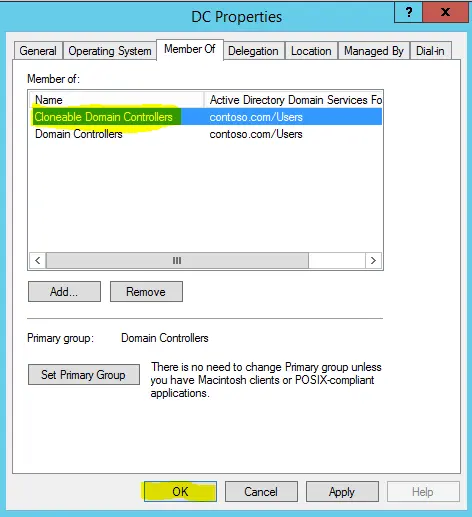 DC Properties
? x
General Operating System Member Of Delegation Location Managed By Dial-in
Member of:
Name Active Directory Domain Services Fo
Cloneable Domain Controllers contoso.com/Users
Domain Controllers contoso.com/Users
Add... Remove
Primary group: Domain Controllers
Set Primary Group
There is no need to change Primary group unless
you have Macintosh clients or POSIX-compliant
applications.
OK Cancel Apply Help